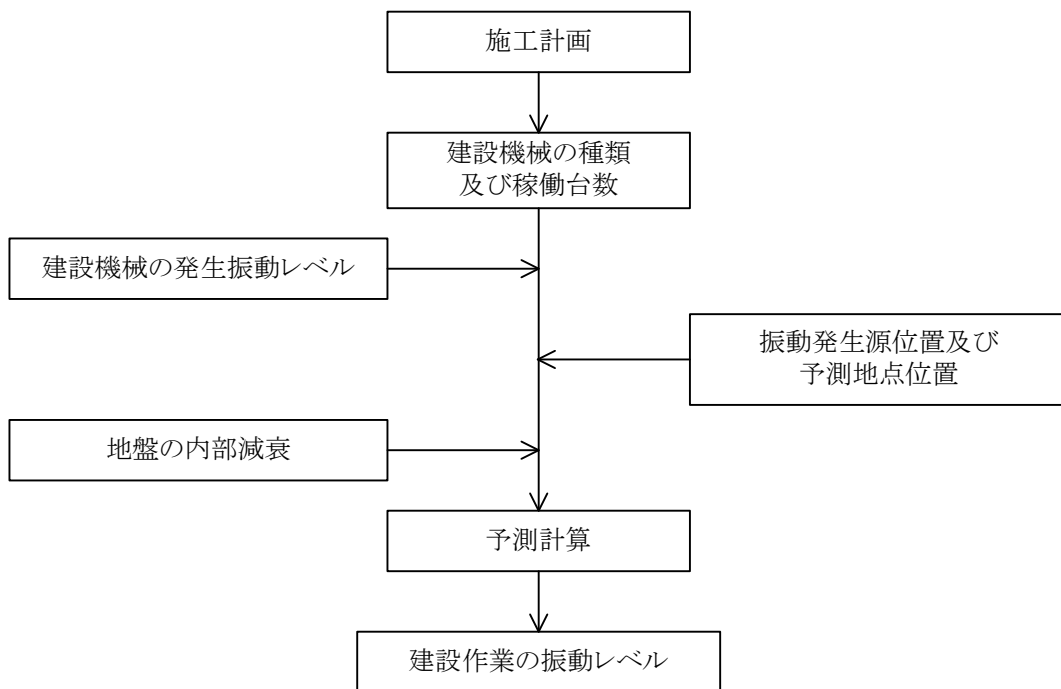 施工計画
建設機械の種類
及び稼働台数
建設機械の発生振動レベル
振動発生源位置及び
予測地点位置
地盤の内部減衰
予測計算
建設作業の振動レベル